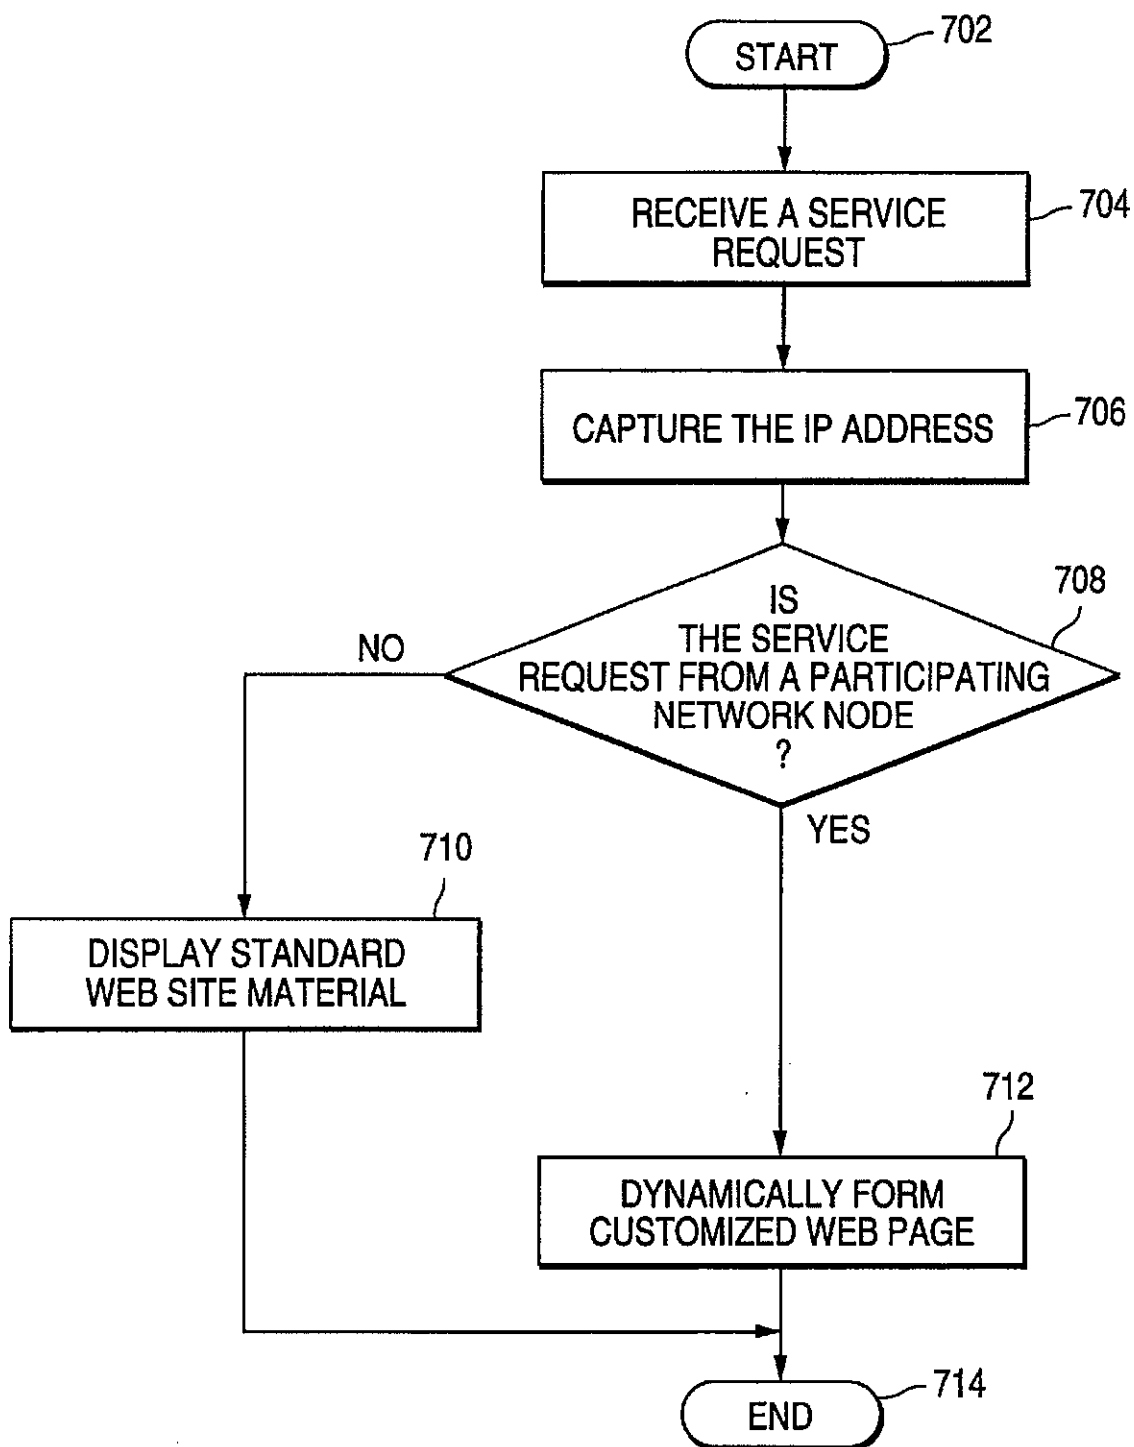 START
702
RECEIVE A SERVICE
REQUEST
704
CAPTURE THE IP ADDRESS
706
IS
THE SERVICE
REQUEST FROM A PARTICIPATING
NETWORK NODE
?
708
NO
YES
710
DISPLAY STANDARD
WEB SITE MATERIAL
712
DYNAMICALLY FORM
CUSTOMIZED WEB PAGE
END
714